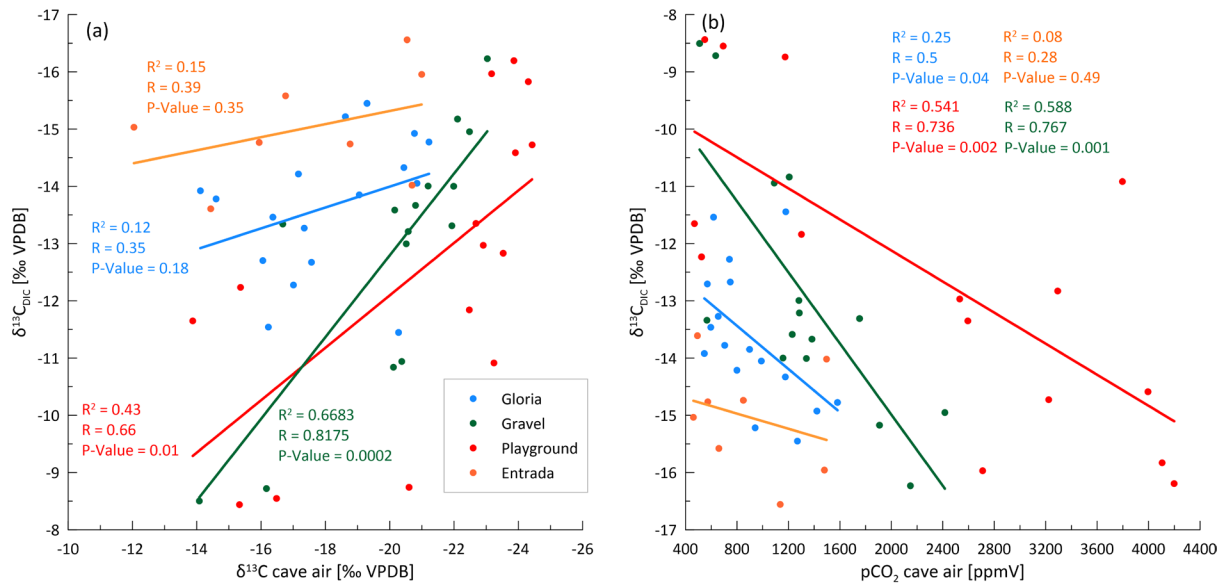 (a)
-17
-16
-15
-14
-13
-12
-11
-10
-9
-8
δ¹³C_DIC [‰ VPDB]
R² = 0.15
R = 0.39
P-Value = 0.35
R² = 0.12
R = 0.35
P-Value = 0.18
R² = 0.43
R = 0.66
P-Value = 0.01
R² = 0.6683
R = 0.8175
P-Value = 0.0002
Gloria
Gravel
Playground
Entrada
-10 -12 -14 -16 -18 -20 -22 -24 -26
δ¹³C cave air [‰ VPDB]
(b)
-8
-9
-10
-11
-12
-13
-14
-15
-16
-17
δ¹³C_DIC [‰ VPDB]
R² = 0.25
R = 0.5
P-Value = 0.04
R² = 0.08
R = 0.28
P-Value = 0.49
R² = 0.541
R = 0.736
P-Value = 0.002
R² = 0.588
R = 0.767
P-Value = 0.001
400 800 1200 1600 2000 2400 2800 3200 3600 4000 4400
pCO₂ cave air [ppmV]